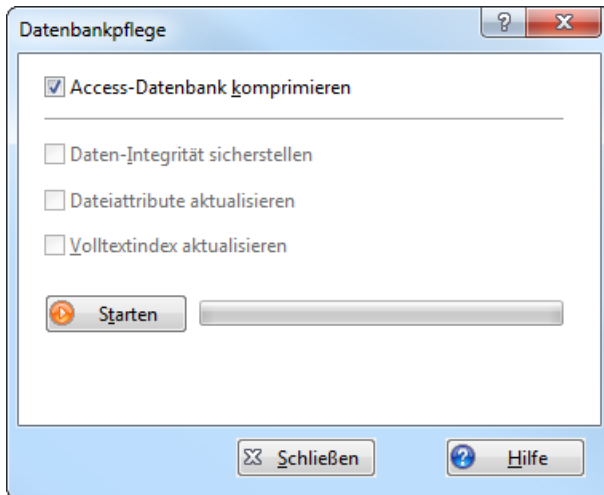 Datenbankpflege
Access-Datenbank komprimieren
Daten-Integrität sicherstellen
Dateiattribute aktualisieren
Volltextindex aktualisieren
Starten
Schließen
Hilfe